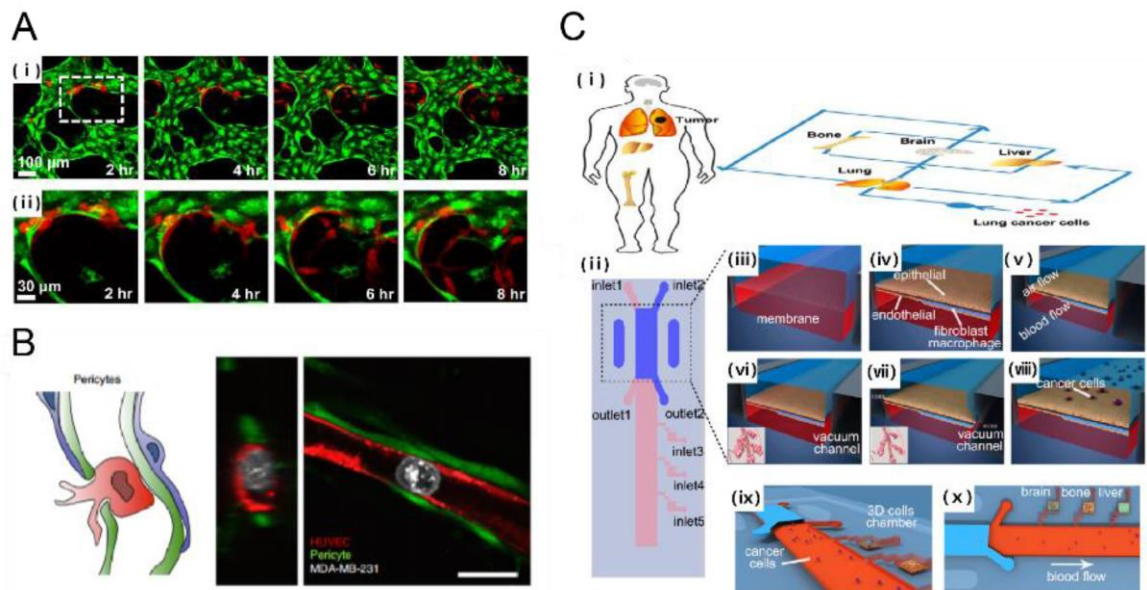 A
(i)
100 μm
2 hr
4 hr
6 hr
8 hr
(ii)
30 μm
2 hr
4 hr
6 hr
8 hr
B
Pericytes
HUVEC
Pericyte
MDA-MB-231
C
(i)
Tumor
Bone
Brain
Liver
Lung
Lung cancer cells
(ii)
inlet1
inlet2
outlet1
outlet2
inlet3
inlet4
inlet5
(iii)
membrane
(iv)
epithelial
endothelial
fibroblast
macrophage
(v)
air flow
blood flow
(vi)
vacuum
channel
(vii)
vacuum
channel
(viii)
cancer cells
(ix)
3D cells
chamber
cancer
cells
(x)
brain
bone
liver
blood flow